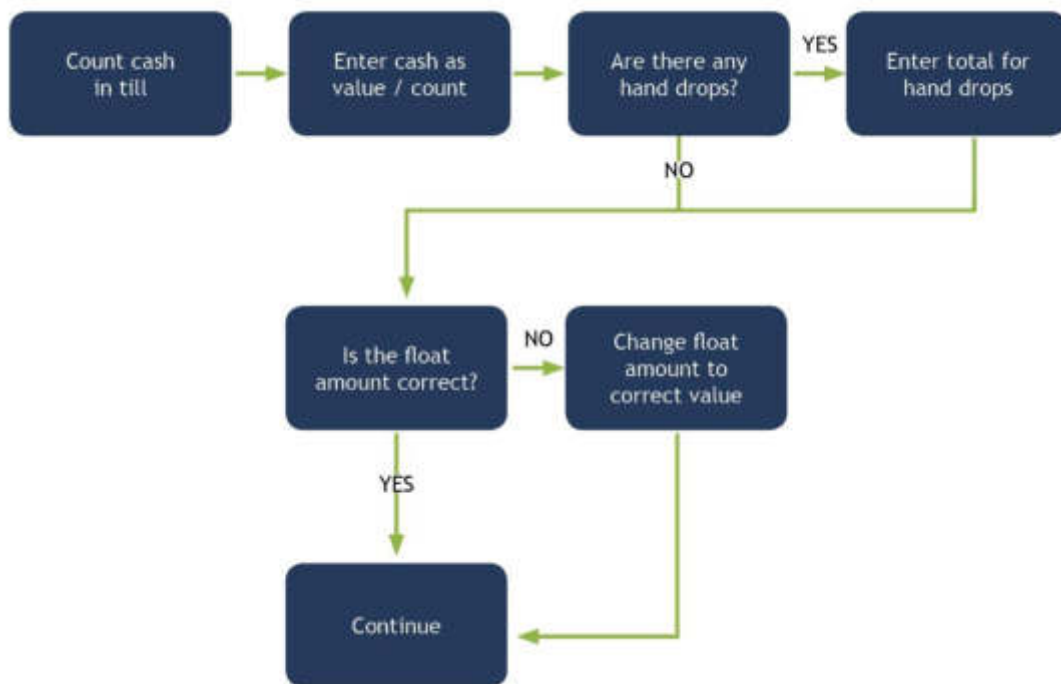 Count cash
in till
Enter cash as
value / count
Are there any
hand drops?
YES
Enter total for
hand drops
NO
Is the float
amount correct?
NO
Change float
amount to
correct value
YES
Continue